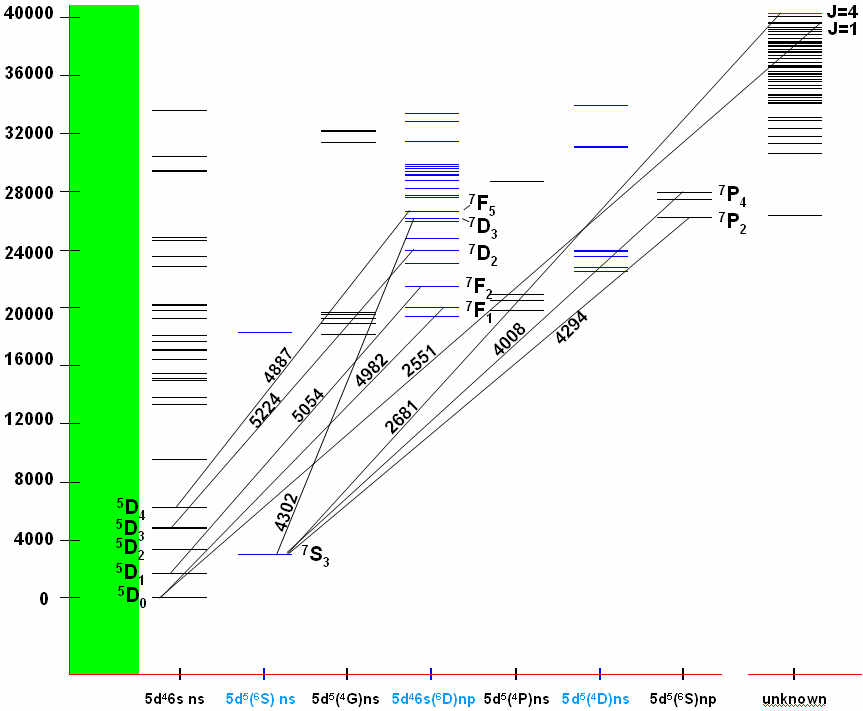 40000
36000
32000
28000
24000
20000
16000
12000
8000
4000
0
J=4
J=1
⁷P₄
⁷P₂
⁷F₅
⁷D₃
⁷D₂
⁷F₂
⁷F₁
4887
5224
5054
4982
2551
4008
4294
2681
4302
⁵D₄
⁵D₃
⁵D₂
⁵D₁
⁵D₀
⁷S₃
5d⁴6s ns
5d⁵(⁶S) ns
5d⁵(⁴G)ns
5d⁴6s(⁶D)np
5d⁵(⁴P)ns
5d⁵(⁴D)ns
5d⁵(⁶S)np
unknown